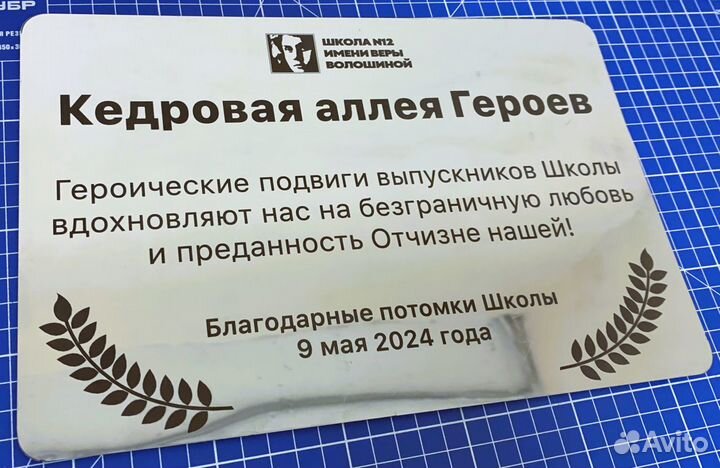 УБР
ШКОЛА №12
ИМЕНИ ВЕРЫ
ВОЛОШИНОЙ
Кедровая аллея Героев
Героические подвиги выпускников Школы
вдохновляют нас на безграничную любовь
и преданность Отчизне нашей!
Благодарные потомки Школы
9 мая 2024 года
Avito